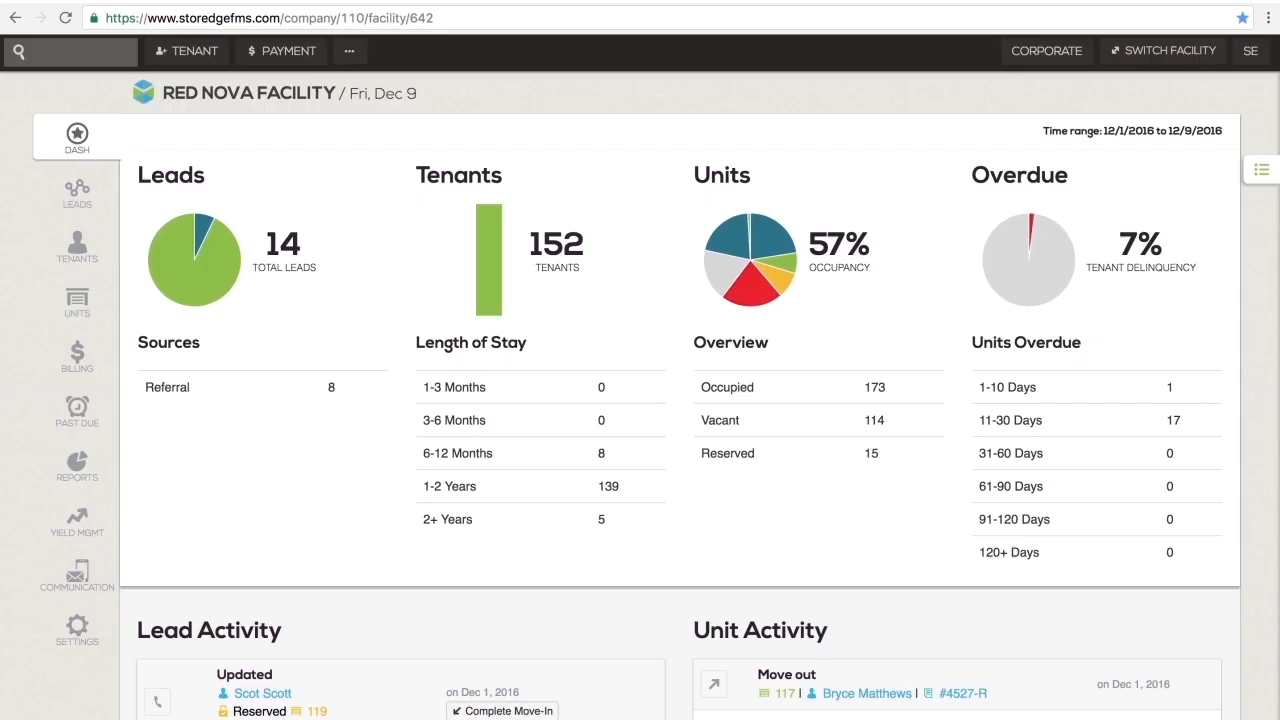 https://www.storedgefms.com/company/110/facility/642
TENANT
$ PAYMENT
...
CORPORATE
SWITCH FACILITY
SE
RED NOVA FACILITY / Fri, Dec 9
DASH
LEADS
TENANTS
UNITS
BILLING
PAST DUE
REPORTS
YIELD MGMT
COMMUNICATION
SETTINGS
Time range: 12/1/2016 to 12/9/2016
Leads
14
TOTAL LEADS
Sources
Referral 8
Tenants
152
TENANTS
Length of Stay
1-3 Months 0
3-6 Months 0
6-12 Months 8
1-2 Years 139
2+ Years 5
Units
57%
OCCUPANCY
Overview
Occupied 173
Vacant 114
Reserved 15
Overdue
7%
TENANT DELINQUENCY
Units Overdue
1-10 Days 1
11-30 Days 17
31-60 Days 0
61-90 Days 0
91-120 Days 0
120+ Days 0
Lead Activity
Updated
Scot Scott
Reserved 119
on Dec 1, 2016
Complete Move-In
Unit Activity
Move out
117 | Bryce Matthews | #4527-R
on Dec 1, 2016